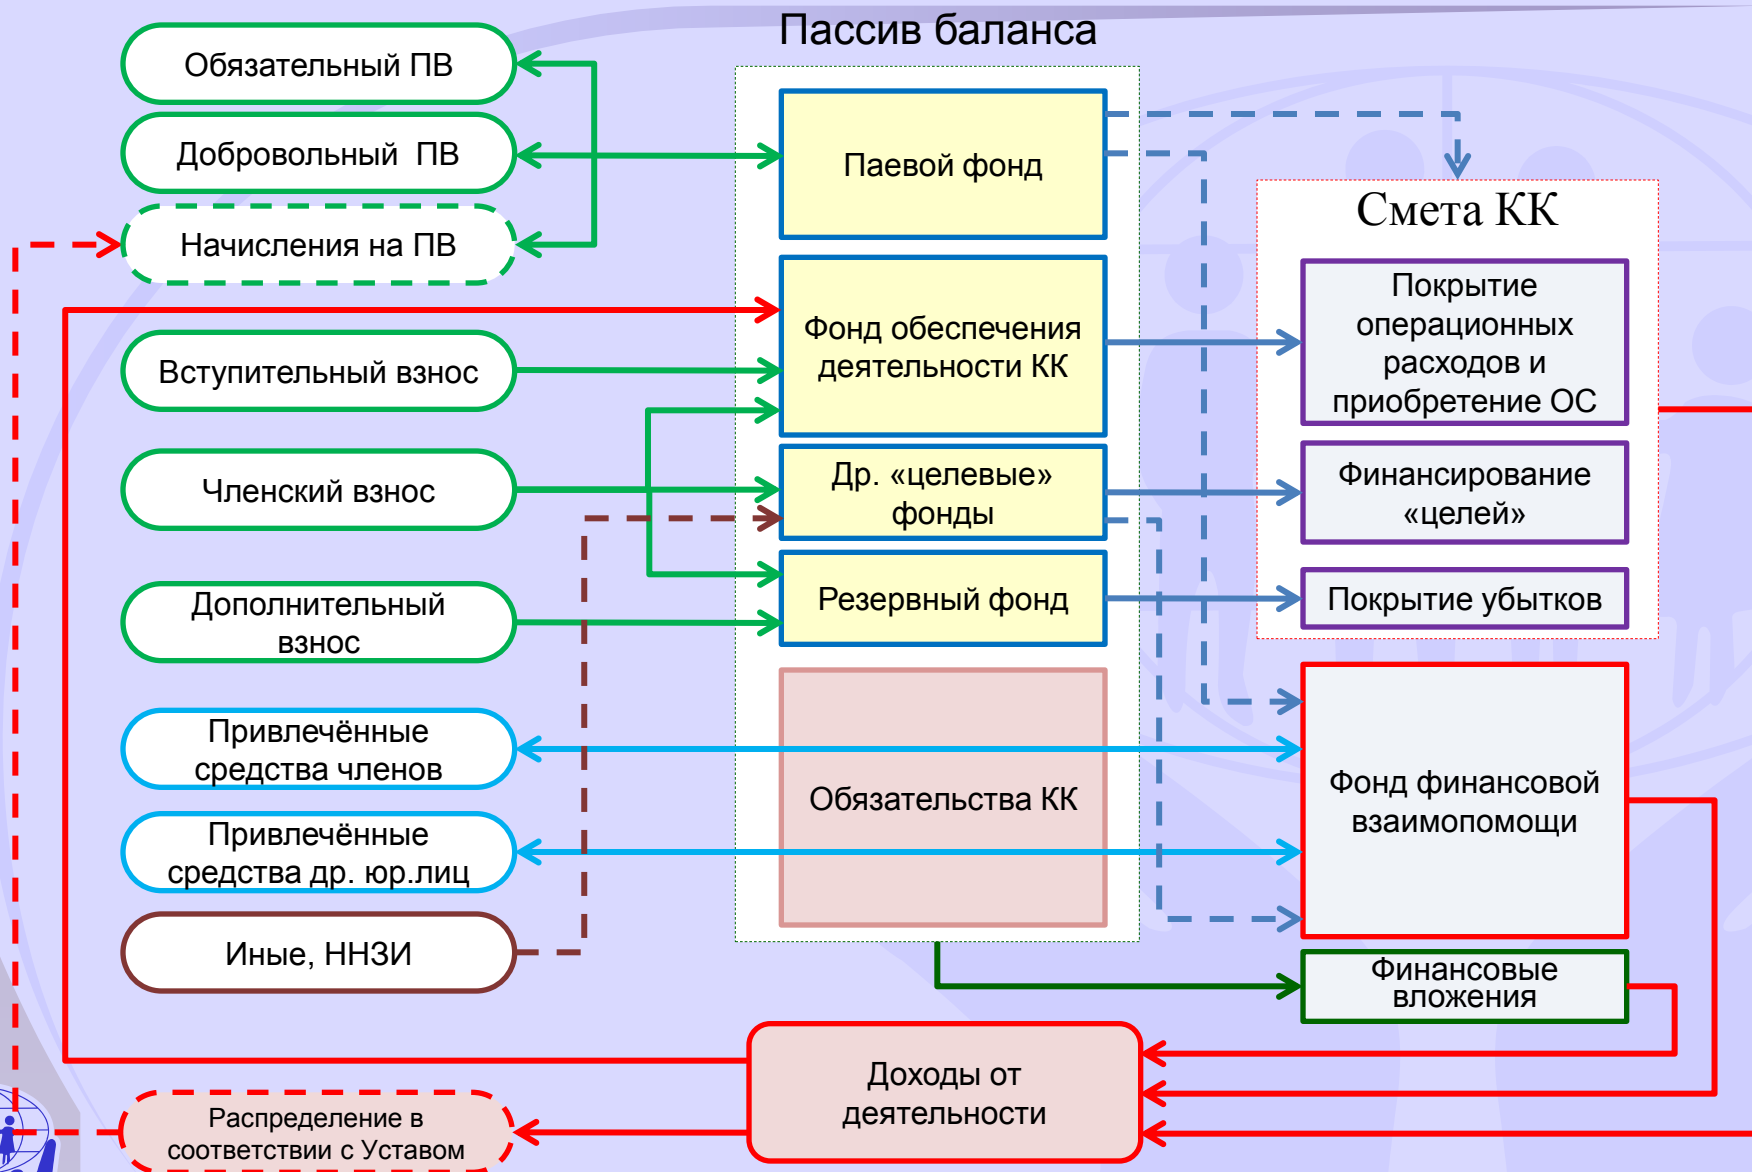 Пассив баланса
Обязательный ПВ
Добровольный ПВ
Начисления на ПВ
Вступительный взнос
Членский взнос
Дополнительный
взнос
Привлечённые
средства членов
Привлечённые
средства др. юр.лиц
Иные, ННЗИ
Паевой фонд
Фонд обеспечения
деятельности КК
Др. «целевые»
фонды
Резервный фонд
Обязательства КК
Смета КК
Покрытие
операционных
расходов и
приобретение ОС
Финансирование
«целей»
Покрытие убытков
Фонд финансовой
взаимопомощи
Финансовые
вложения
Доходы от
деятельности
Распределение в
соответствии с Уставом